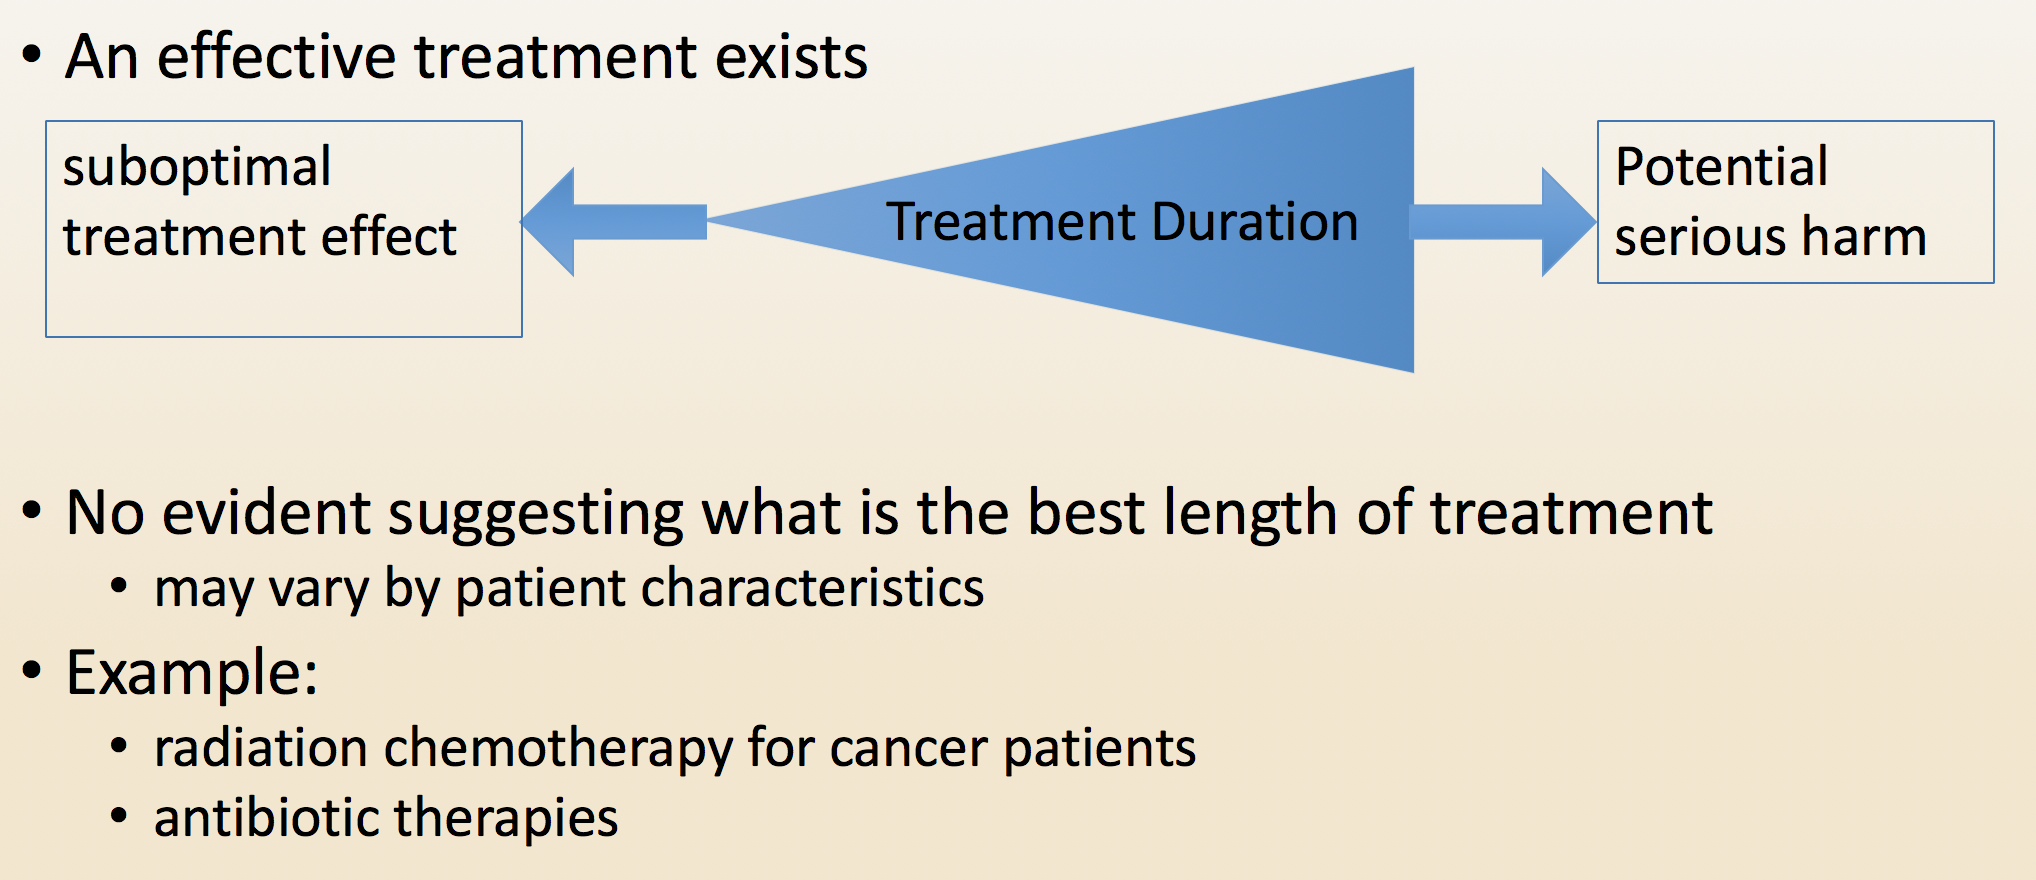 • An effective treatment exists
suboptimal
treatment effect
Treatment Duration
Potential
serious harm
• No evident suggesting what is the best length of treatment
• may vary by patient characteristics
• Example:
• radiation chemotherapy for cancer patients
• antibiotic therapies